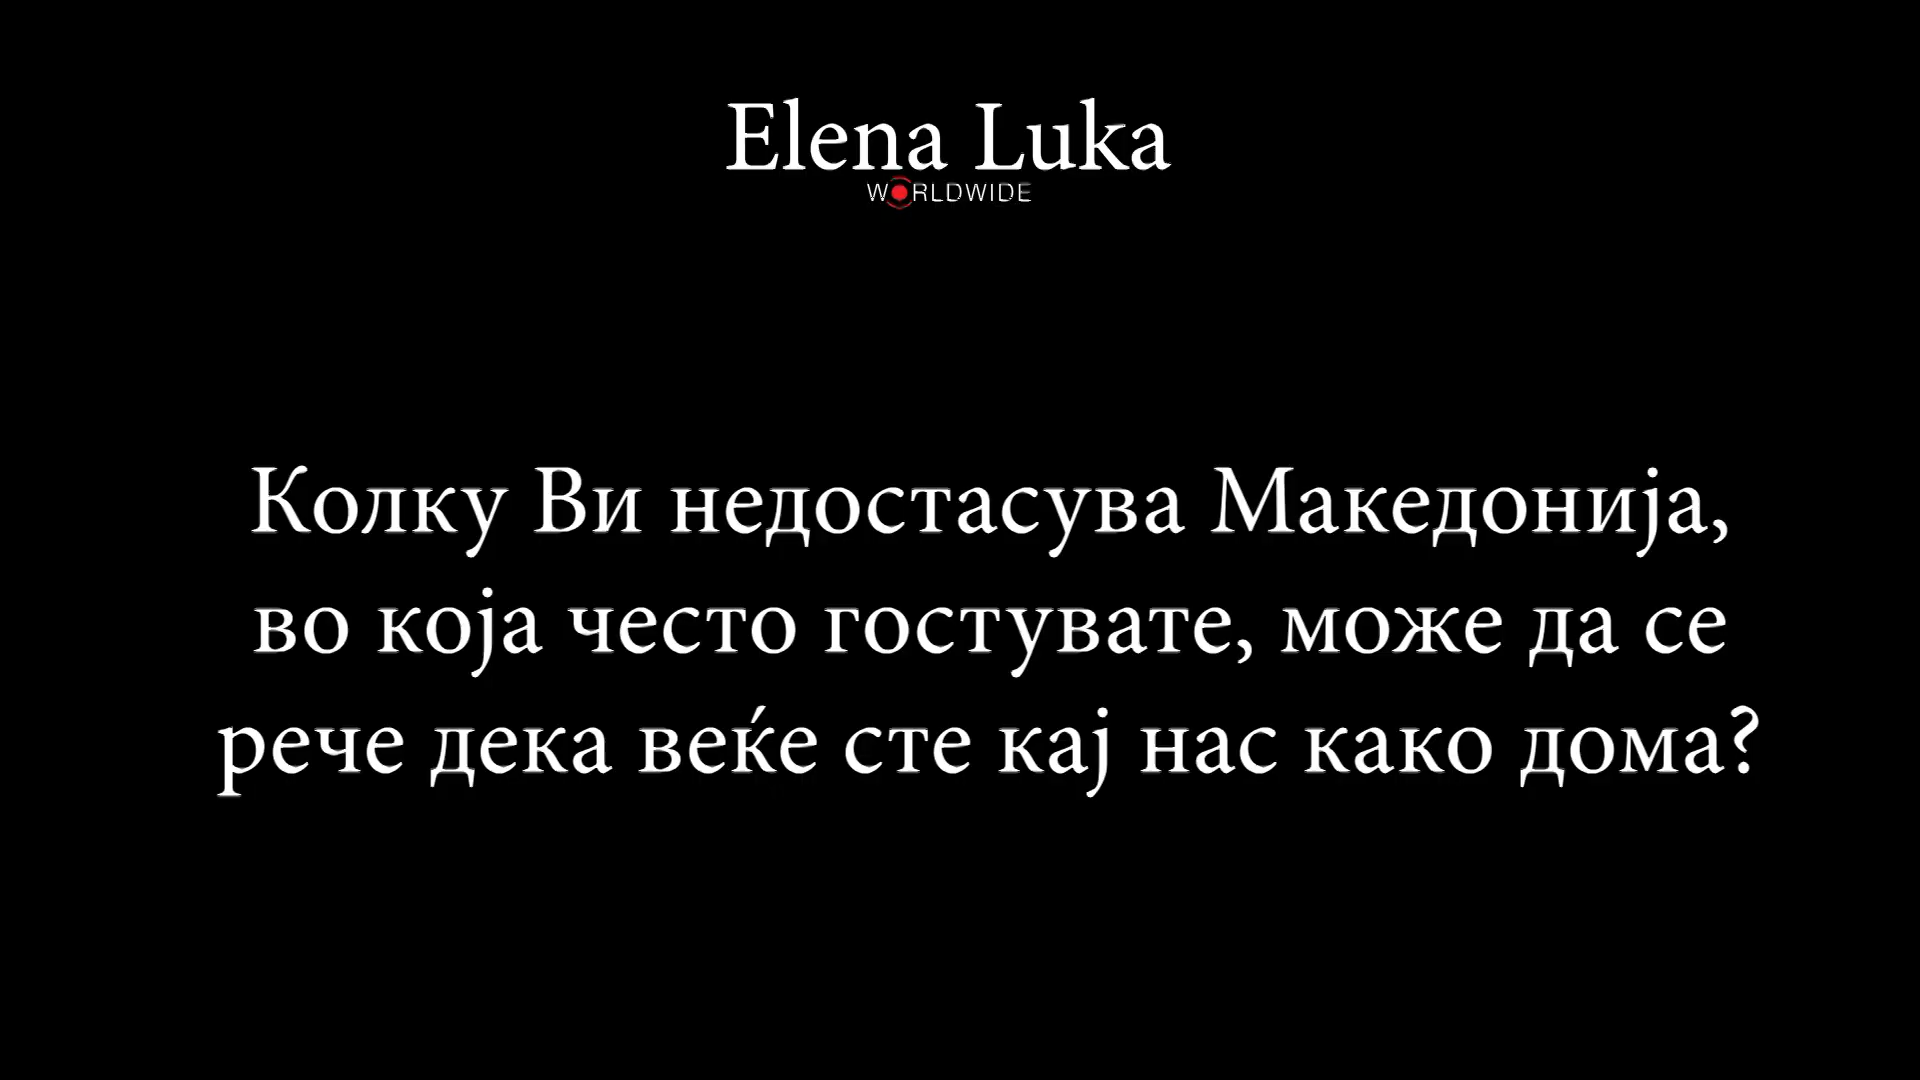 Elena Luka
WORLDWIDE
Колку Ви недостасува Македонија,
во која често гостувате, може да се
рече дека веќе сте кај нас како дома?